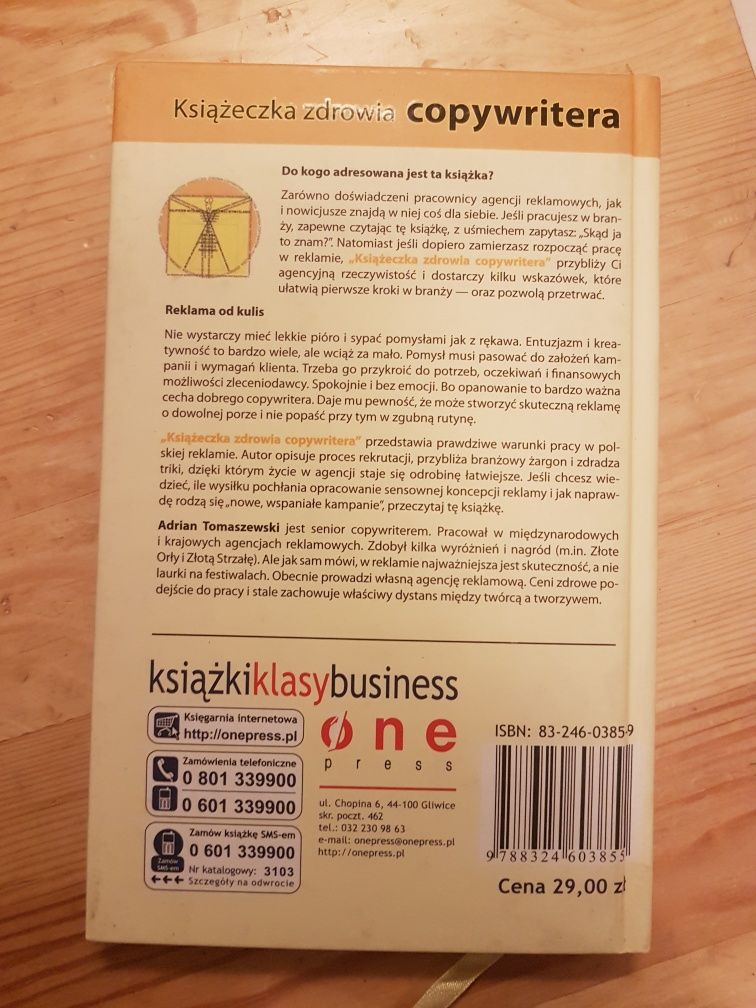 Książeczka zdrowia copywritera
Do kogo adresowana jest ta książka?
Zarówno doświadczeni pracownicy agencji reklamowych, jak
i nowicjusze znajdą w niej coś dla siebie. Jeśli pracujesz w bran-
ży, zapewne czytając tę książkę, z uśmiechem zapytasz: „Skąd ja
to znam?”. Natomiast jeśli dopiero zamierzasz rozpocząć pracę
w reklamie, „Książeczka zdrowia copywritera” przybliży Ci
agencyjną rzeczywistość i dostarczy kilku wskazówek, które
ułatwią pierwsze kroki w branży — oraz pozwolą przetrwać.
Reklama od kulis
Nie wystarczy mieć lekkie pióro i sypać pomysłami jak z rękawa. Entuzjazm i krea-
tywność to bardzo wiele, ale wciąż za mało. Pomysł musi pasować do założeń kam-
panii i wymagań klienta. Trzeba go przykroić do potrzeb, oczekiwań i finansowych
możliwości zleceniodawcy. Spokojnie i bez emocji. Bo opanowanie to bardzo ważna
cecha dobrego copywritera. Daje mu pewność, że może stworzyć skuteczną reklamę
o dowolnej porze i nie popaść przy tym w zgubną rutynę.
„Książeczka zdrowia copywritera” przedstawia prawdziwe warunki pracy w pol-
skiej reklamie. Autor opisuje proces rekrutacji, przybliża branżowy żargon i zdradza
triki, dzięki którym życie w agencji staje się odrobinę łatwiejsze. Jeśli chcesz wie-
dzieć, ile wysiłku pochłania opracowanie sensownej koncepcji reklamy i jak napraw-
dę rodzą się „nowe, wspaniałe kampanie”, przeczytaj tę książkę.
Adrian Tomaszewski jest senior copywriterem. Pracował w międzynarodowych
i krajowych agencjach reklamowych. Zdobył kilka wyróżnień i nagród (m.in. Złote
Orły i Złotą Strzałę). Ale jak sam mówi, w reklamie najważniejsza jest skuteczność, a nie
laurki na festiwalach. Obecnie prowadzi własną agencję reklamową. Ceni zdrowe po-
dejście do pracy i stale zachowuje właściwy dystans między twórcą a tworzywem.
książkiklasybusiness
Księgarnia internetowa
http://onepress.pl
Zamówienia telefoniczne
0 801 339900
0 601 339900
Zamów książkę SMS-em
0 601 339900
Zamów
SMS-em
Nr katalogowy: 3103
Szczegóły na odwrocie
one
press
ul. Chopina 6, 44-100 Gliwice
skr. poczt. 462
tel.: 032 230 98 63
e-mail: onepress@onepress.pl
http://onepress.pl
ISBN: 83-246-0385-9
9 788324 603855
Cena 29,00 zł